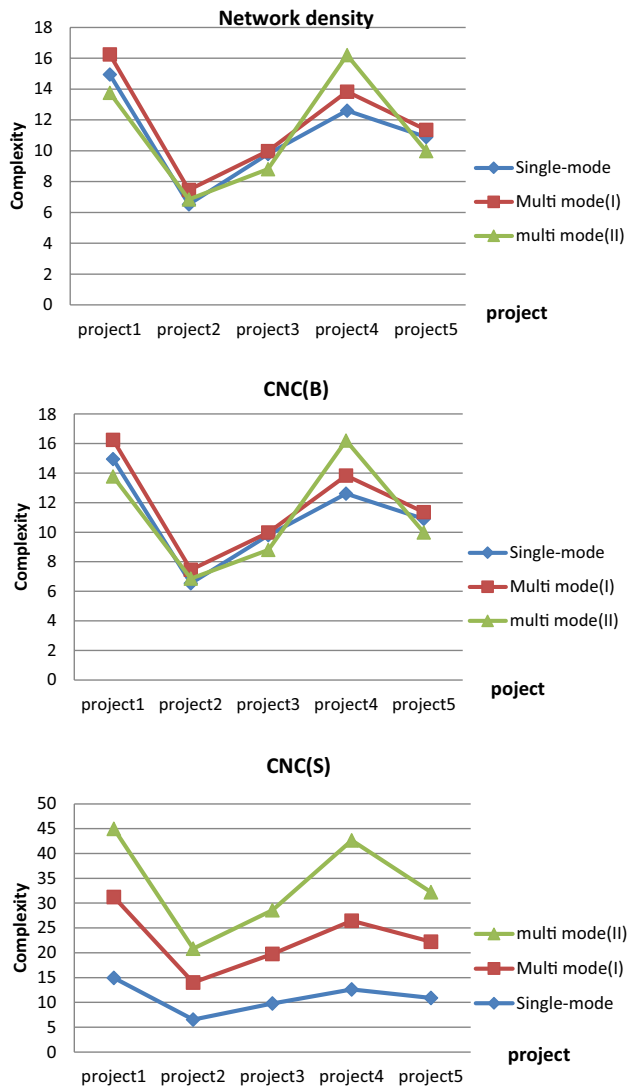 Network density
18
16
14
12
10
8
6
4
2
0
Complexity
project1 project2 project3 project4 project5
project
Single-mode
Multi mode(I)
multi mode(II)
CNC(B)
18
16
14
12
10
8
6
4
2
0
Complexity
project1 project2 project3 project4 project5
poject
Single-mode
Multi mode(I)
multi mode(II)
CNC(S)
50
45
40
35
30
25
20
15
10
5
0
Complexity
project1 project2 project3 project4 project5
project
multi mode(II)
Multi mode(I)
Single-mode